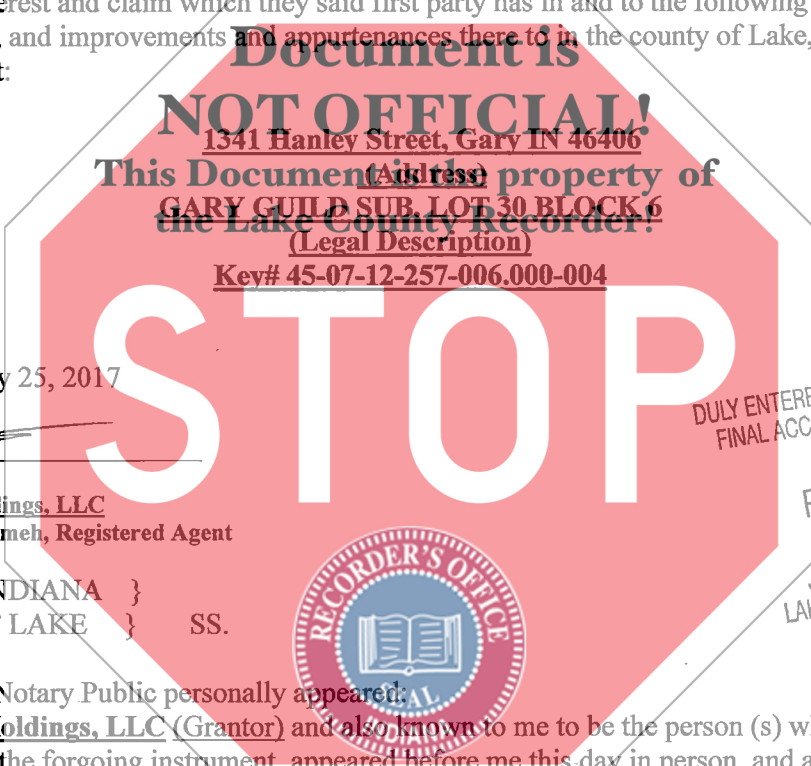 erest and claim which they said first party has in and to the following
, and improvements and appurtenances there to in the county of Lake,
t:
Document is
NOT OFFICIAL!
This Document is the property of
the Lake County Recorder!
1341 Hanley Street, Gary IN 46406
(Address)
GARY GUILD SUB, LOT 30 BLOCK 6
(Legal Description)
Key# 45-07-12-257-006.000-004
STOP
y 25, 2017
DULY ENTERE
FINAL ACC
ings, LLC
meh, Registered Agent
NDIANA }
LAKE } SS.
LAK
RECORDER'S OFFICE
SEAL
INDIANA
Notary Public personally appeared:
oldings, LLC (Grantor) and also known to me to be the person (s) w
the forgoing instrument, appeared before me this day in person, and a